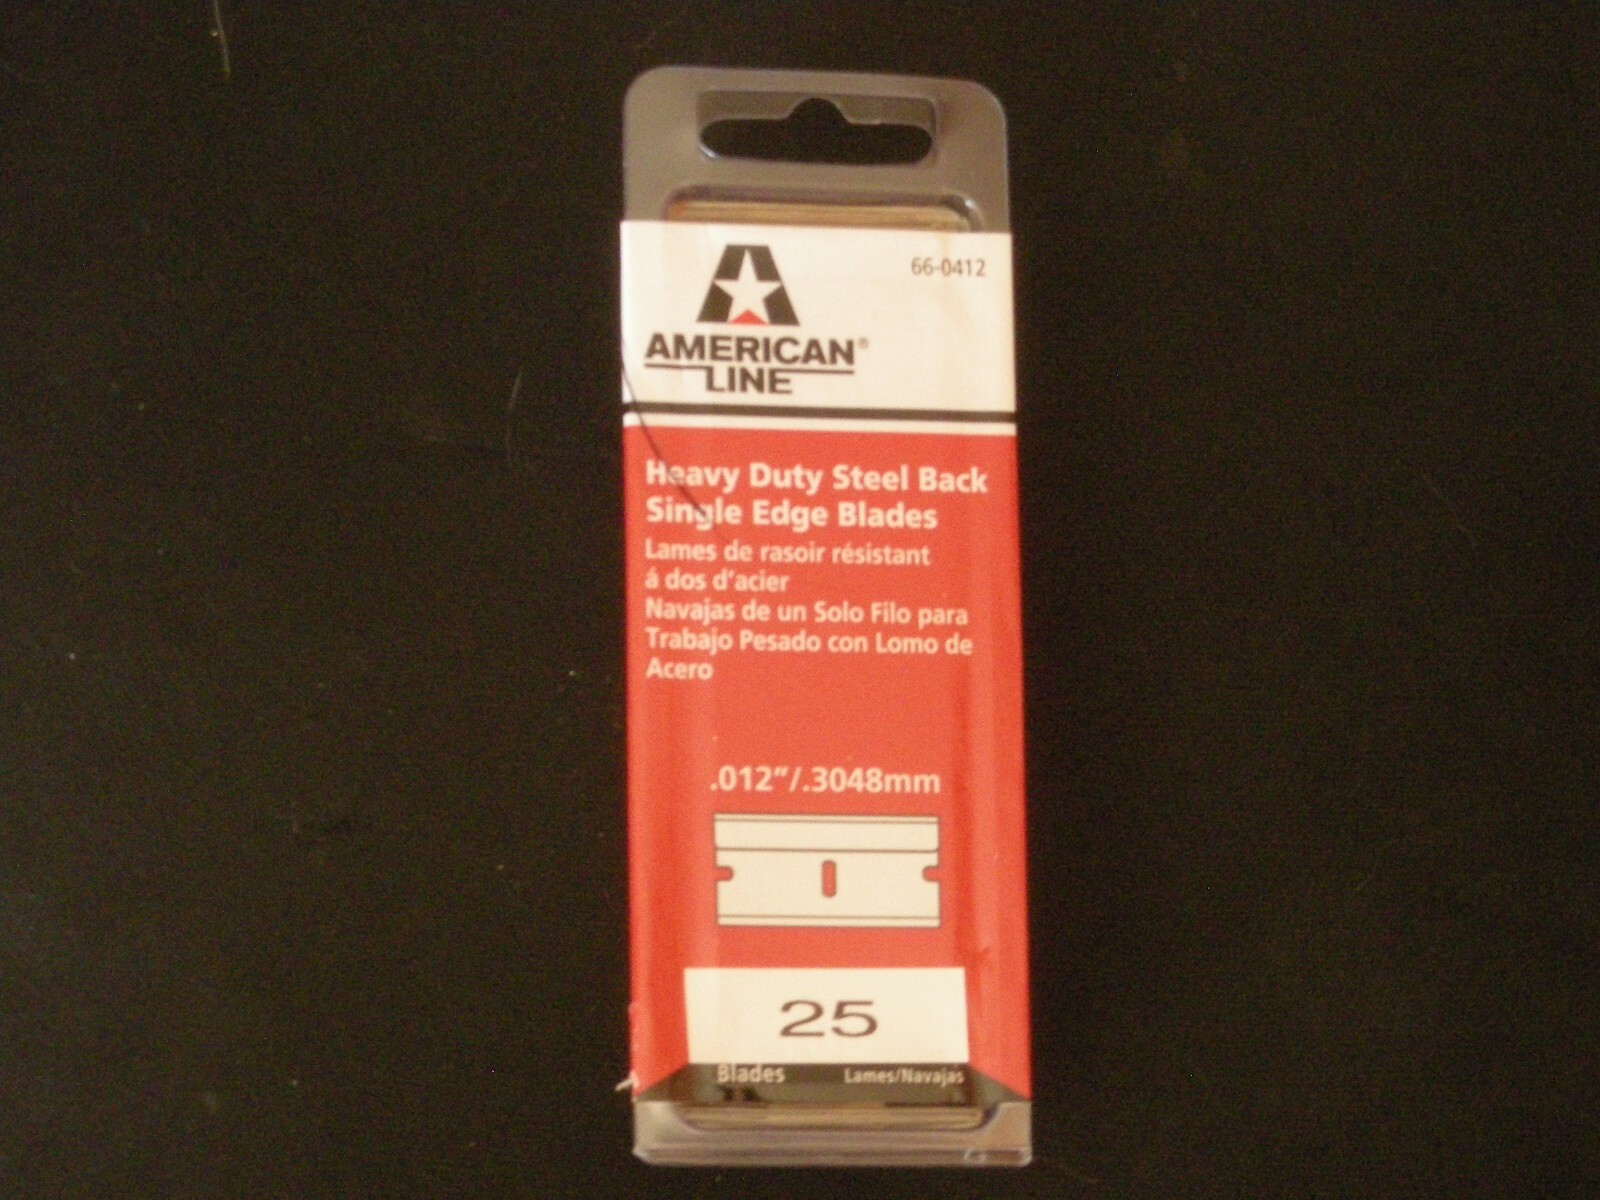 66-0412
AMERICAN®
LINE
Heavy Duty Steel Back
Single Edge Blades
Lames de rasoir résistant
á dos d'acier
Navajas de un Solo Filo para
Trabajo Pesado con Lomo de
Acero
.012"/.3048mm
25
Blades Lames/Navajas